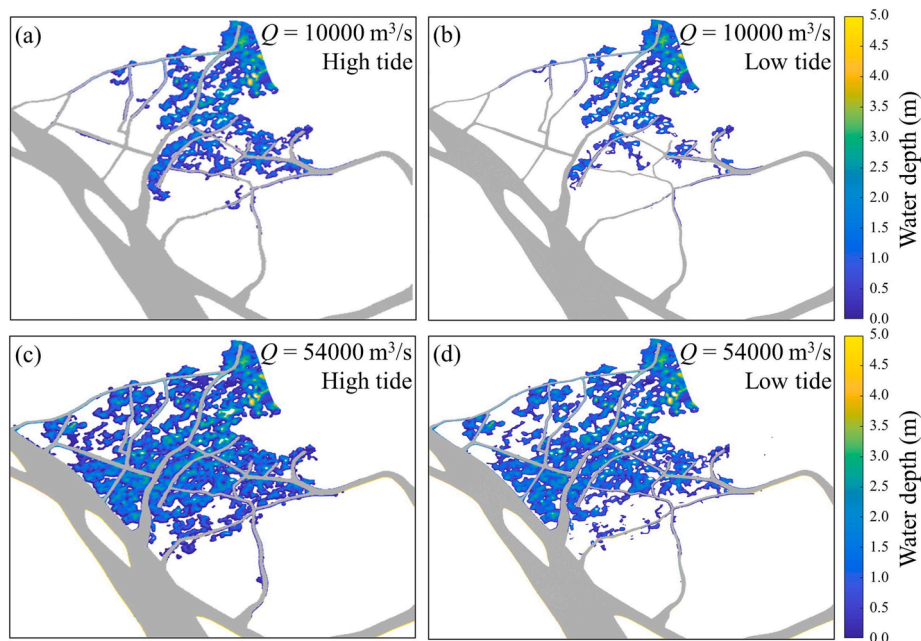 (a)
Q = 10000 m³/s
High tide
(b)
Q = 10000 m³/s
Low tide
5.0
4.5
4.0
3.5
3.0
2.5
2.0
1.5
1.0
0.5
0.0
Water depth (m)
(c)
Q = 54000 m³/s
High tide
(d)
Q = 54000 m³/s
Low tide
5.0
4.5
4.0
3.5
3.0
2.5
2.0
1.5
1.0
0.5
0.0
Water depth (m)